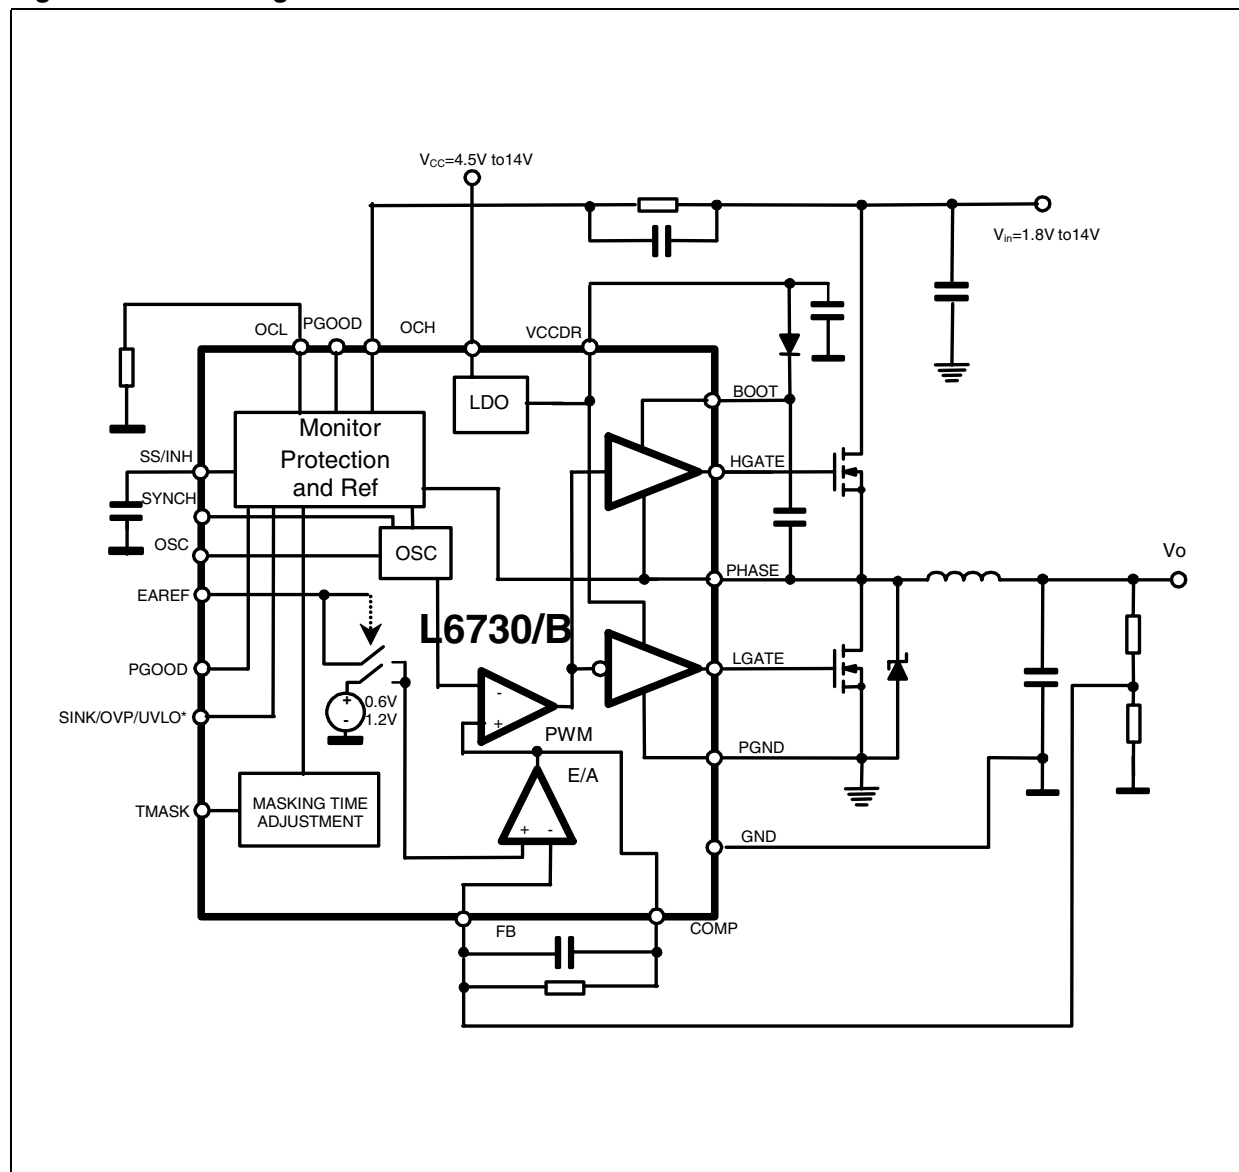 V_CC=4.5V to14V
V_in=1.8V to14V
OCL
PGOOD
OCH
VCCDR
LDO
BOOT
Monitor
Protection
and Ref
HGATE
SS/INH
SYNCH
OSC
OSC
PHASE
Vo
EAREF
L6730/B
PGOOD
LGATE
+
-
0.6V
1.2V
SINK/OVP/UVLO*
-
+
PWM
PGND
E/A
TMASK
MASKING TIME
ADJUSTMENT
+ -
GND
FB
COMP